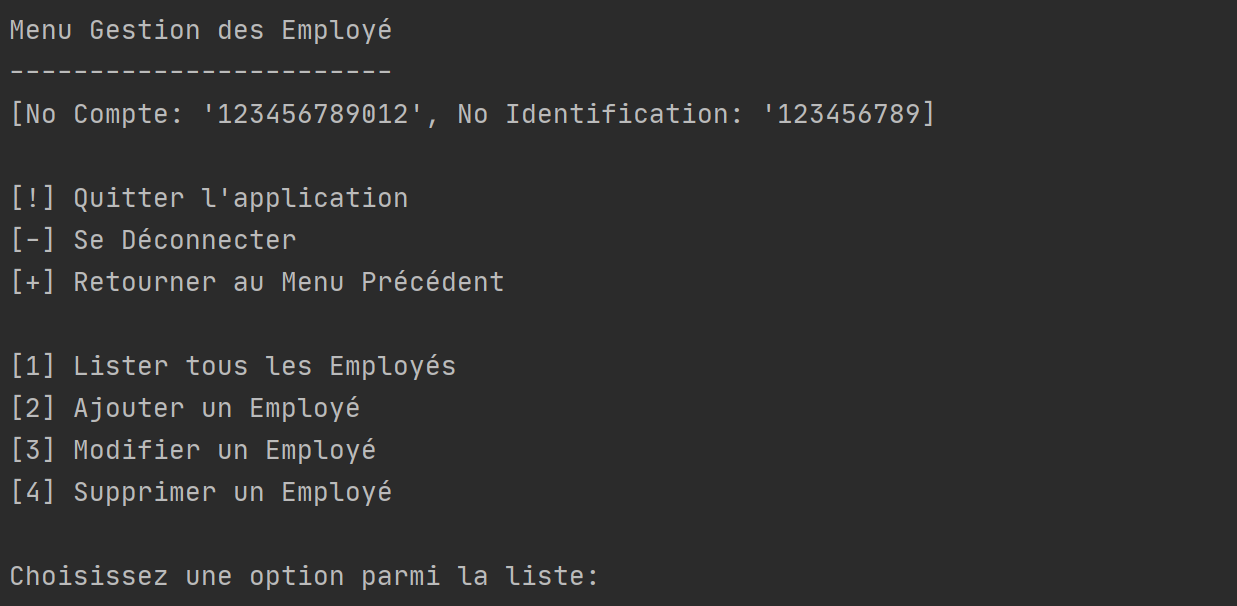 Menu Gestion des Employé
------------------------
[No Compte: '123456789012', No Identification: '123456789]
[!] Quitter l'application
[-] Se Déconnecter
[+] Retourner au Menu Précédent
[1] Lister tous les Employés
[2] Ajouter un Employé
[3] Modifier un Employé
[4] Supprimer un Employé
Choisissez une option parmi la liste: